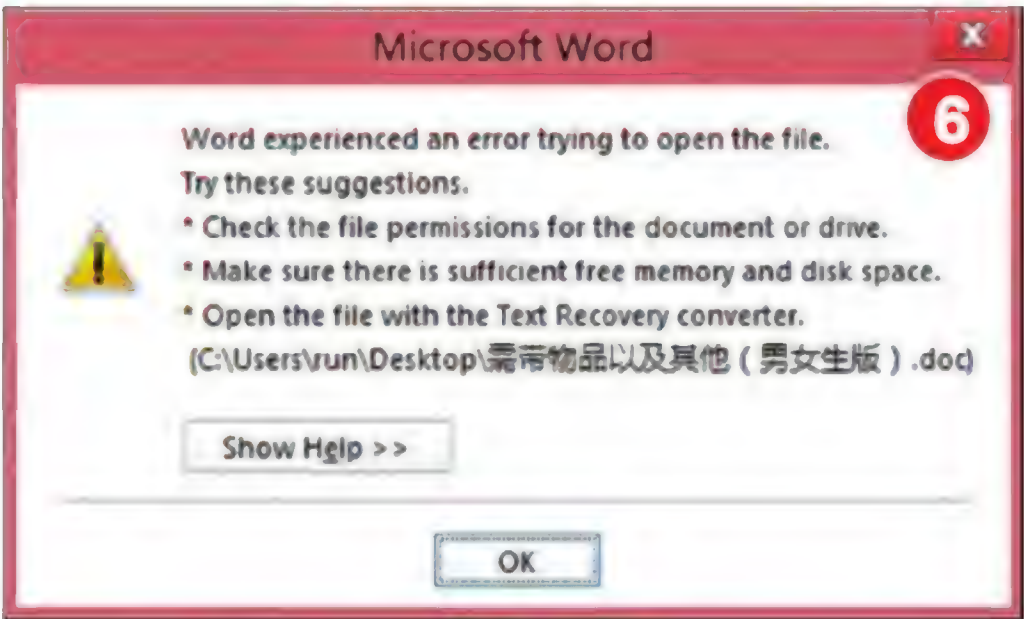 Microsoft Word
6
Word experienced an error trying to open the file.
Try these suggestions.
* Check the file permissions for the document or drive.
* Make sure there is sufficient free memory and disk space.
* Open the file with the Text Recovery converter.
(C:\Users\run\Desktop\需带物品以及其他（男女生版）.doc)
Show Help >>
OK